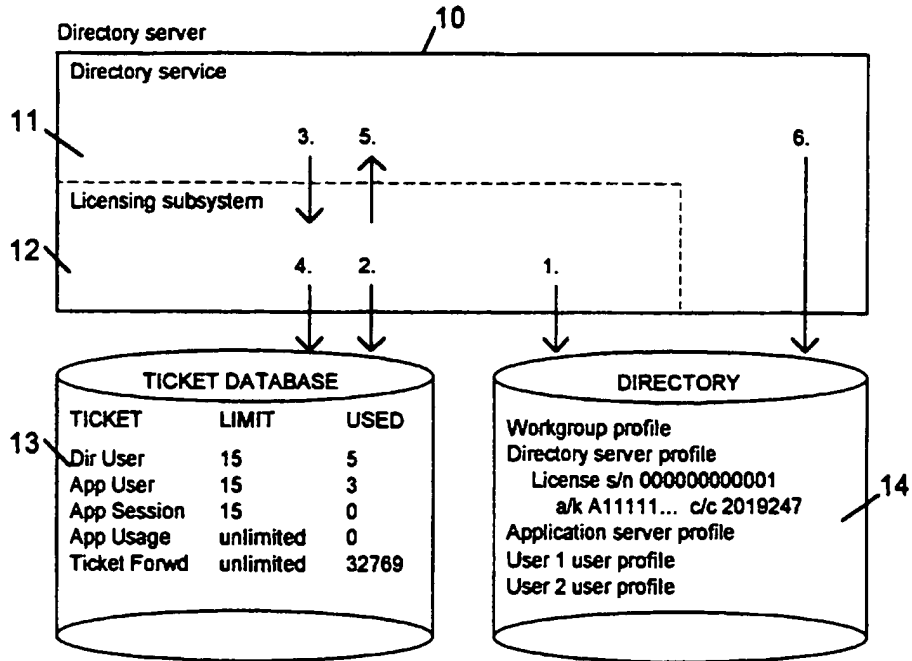 10
Directory server
Directory service
11
3. 5. 6.
Licensing subsystem
12
4. 2. 1.
TICKET DATABASE
TICKET LIMIT USED
13
Dir User 15 5
App User 15 3
App Session 15 0
App Usage unlimited 0
Ticket Forwd unlimited 32769
DIRECTORY
Workgroup profile
Directory server profile
License s/n 000000000001
a/k A11111... c/c 2019247
14
Application server profile
User 1 user profile
User 2 user profile